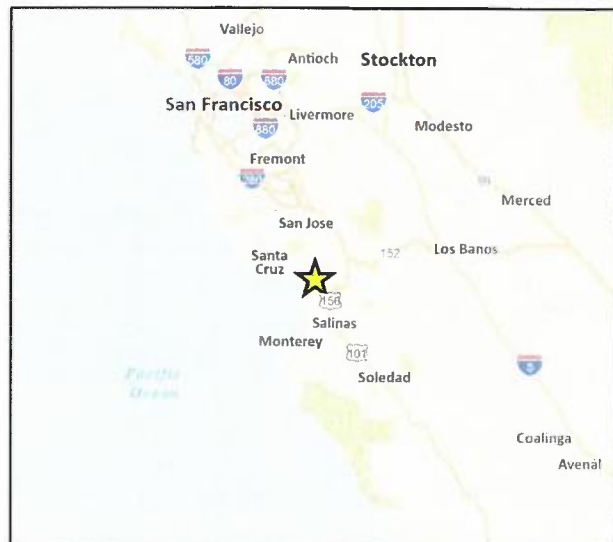 Vallejo
580
Antioch
Stockton
80
680
San Francisco
205
Livermore
880
Modesto
Fremont
Merced
San Jose
Santa
Cruz
152
Los Banos
156
Salinas
Monterey
101
Soledad
Pacific
Ocean
5
Coalinga
Avenal